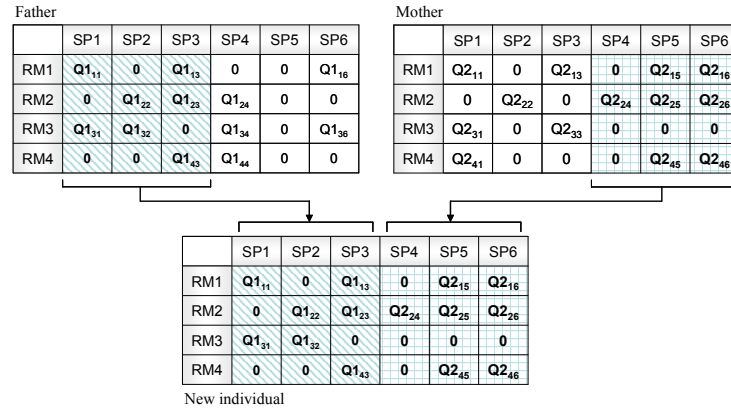 Father
Mother
SP1 SP2 SP3 SP4 SP5 SP6
RM1 Q1₁₁ 0 Q1₁₃ 0 0 Q1₁₆
RM2 0 Q1₂₂ Q1₂₃ Q1₂₄ 0 0
RM3 Q1₃₁ Q1₃₂ 0 Q1₃₄ 0 Q1₃₆
RM4 0 0 Q1₄₃ Q1₄₄ 0 0
SP1 SP2 SP3 SP4 SP5 SP6
RM1 Q2₁₁ 0 Q2₁₃ 0 Q2₁₅ Q2₁₆
RM2 0 Q2₂₂ 0 Q2₂₄ Q2₂₅ Q2₂₆
RM3 Q2₃₁ 0 Q2₃₃ 0 0 0
RM4 Q2₄₁ 0 0 0 Q2₄₅ Q2₄₆
SP1 SP2 SP3 SP4 SP5 SP6
RM1 Q1₁₁ 0 Q1₁₃ 0 Q2₁₅ Q2₁₆
RM2 0 Q1₂₂ Q1₂₃ Q2₂₄ Q2₂₅ Q2₂₆
RM3 Q1₃₁ Q1₃₂ 0 0 0 0
RM4 0 0 Q1₄₃ 0 Q2₄₅ Q2₄₆
New individual